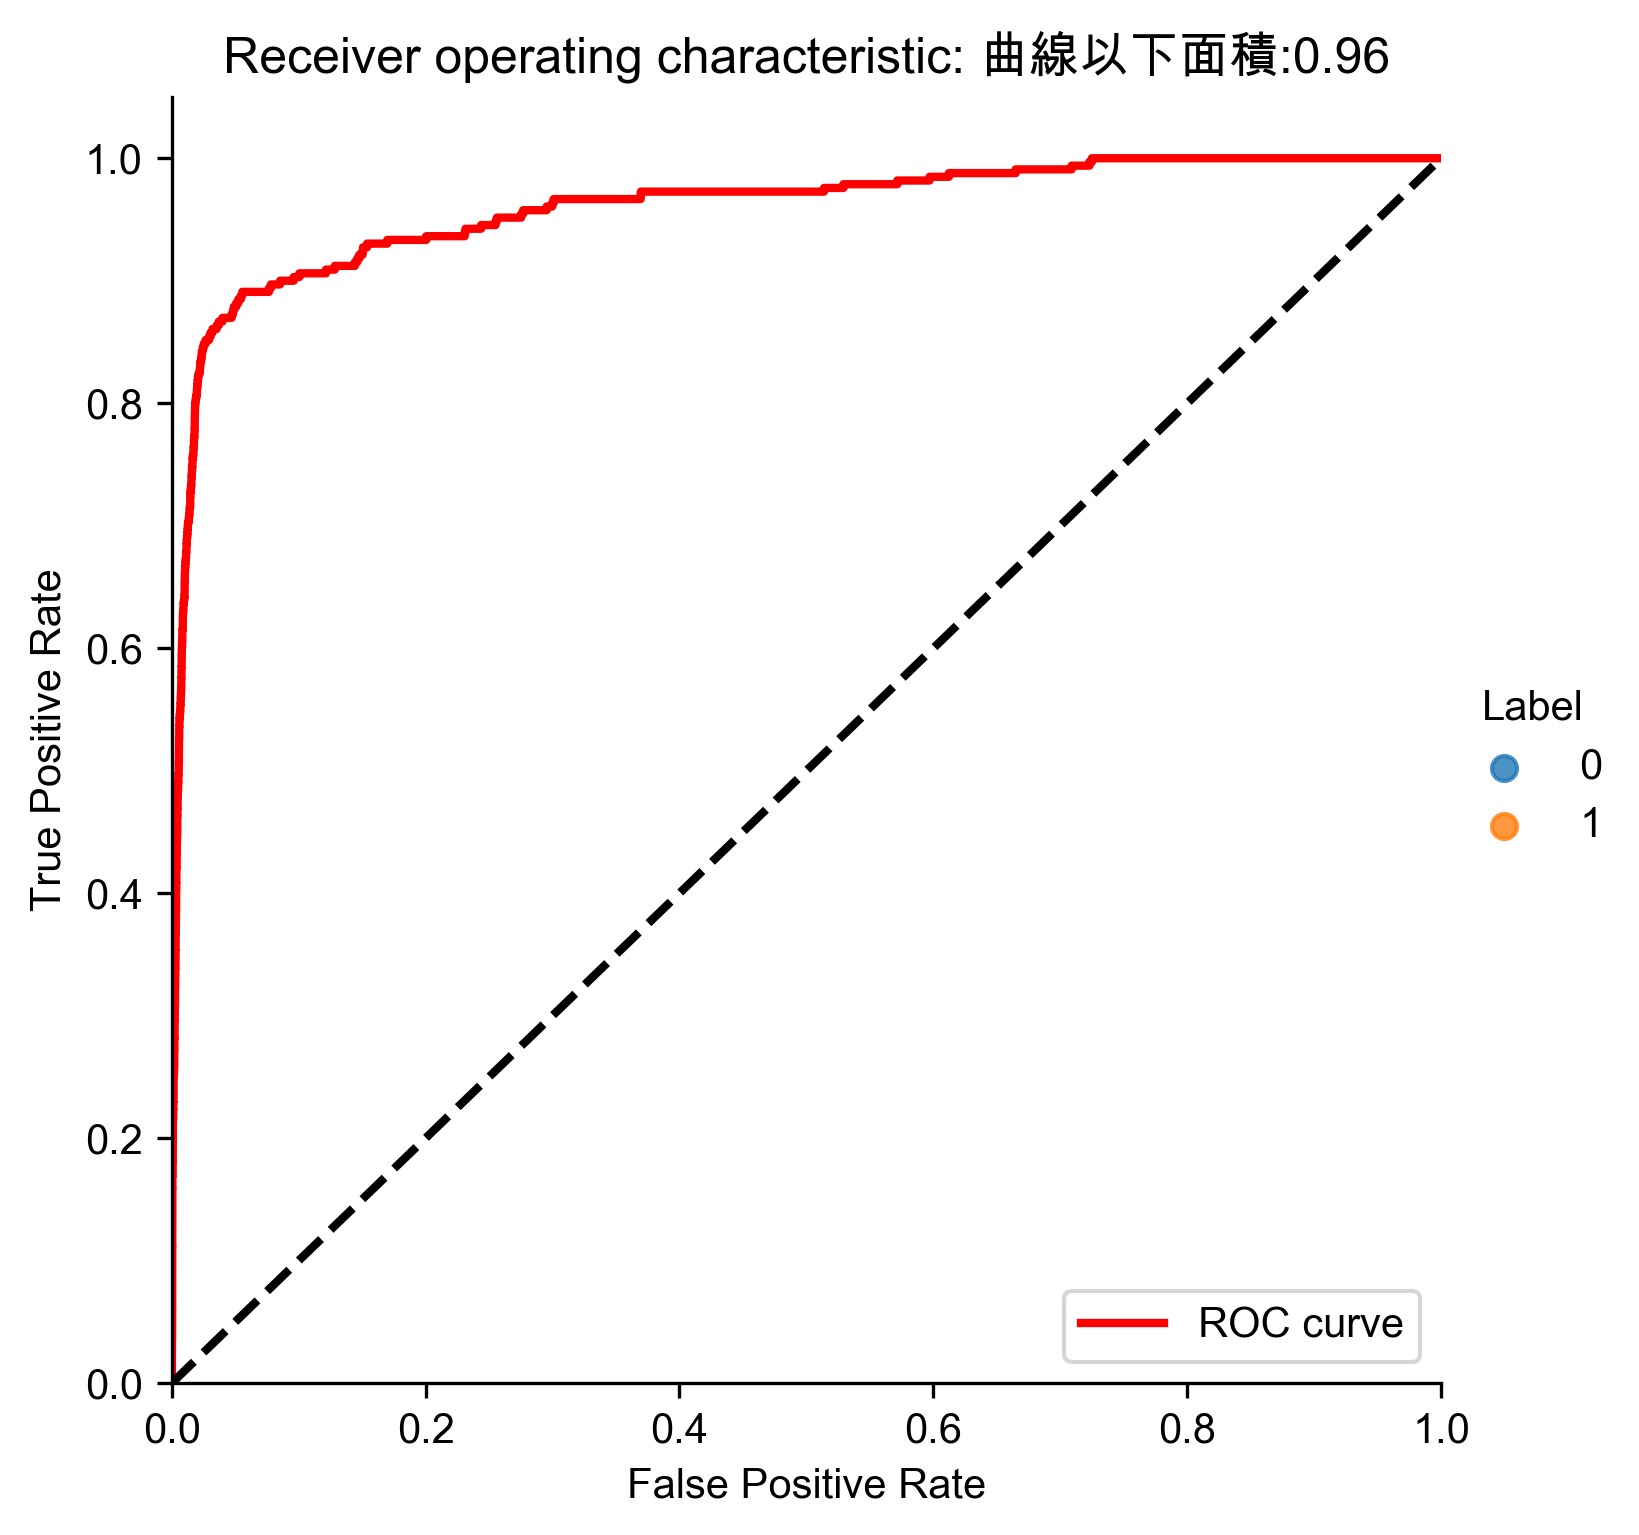 Receiver operating characteristic: 曲線以下面積:0.96
1.0
0.8
0.6
0.4
0.2
0.0
True Positive Rate
0.0 0.2 0.4 0.6 0.8 1.0
False Positive Rate
ROC curve
Label
0
1